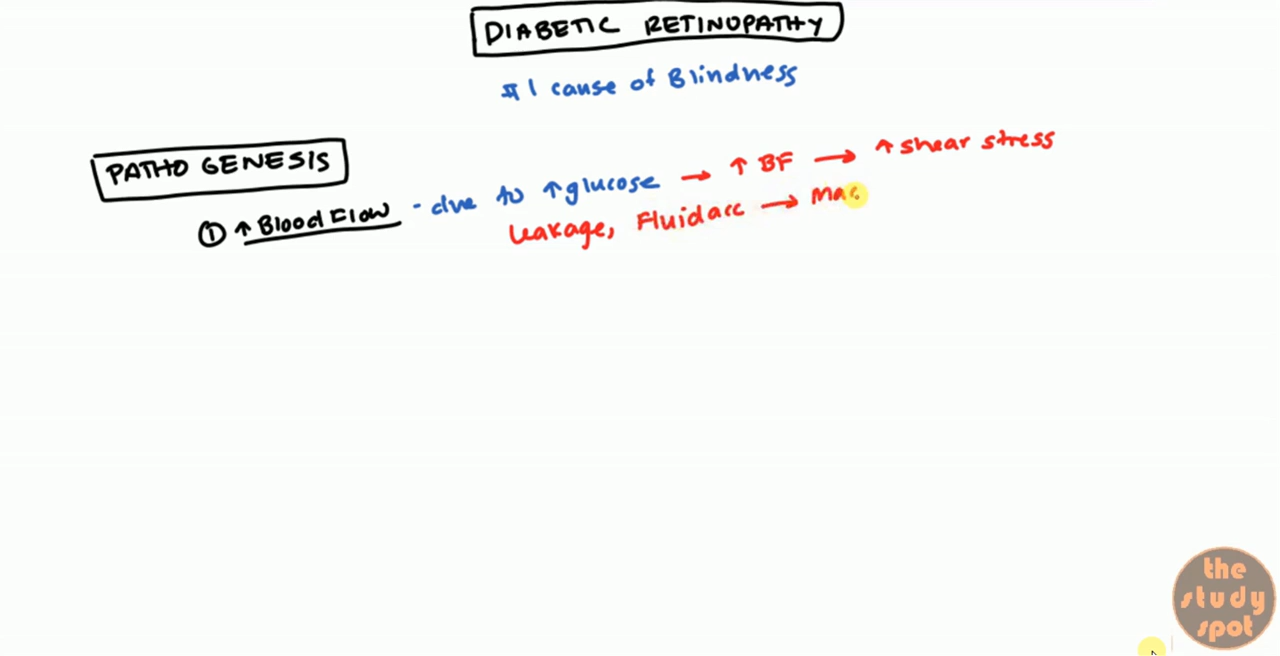 DIABETIC RETINOPATHY
#1 cause of Blindness
PATHOGENESIS
① ↑ Blood Flow - due to ↑ glucose → ↑ BF → ↑ shear stress
Leakage, Fluid acc → Mac
the
study
spot